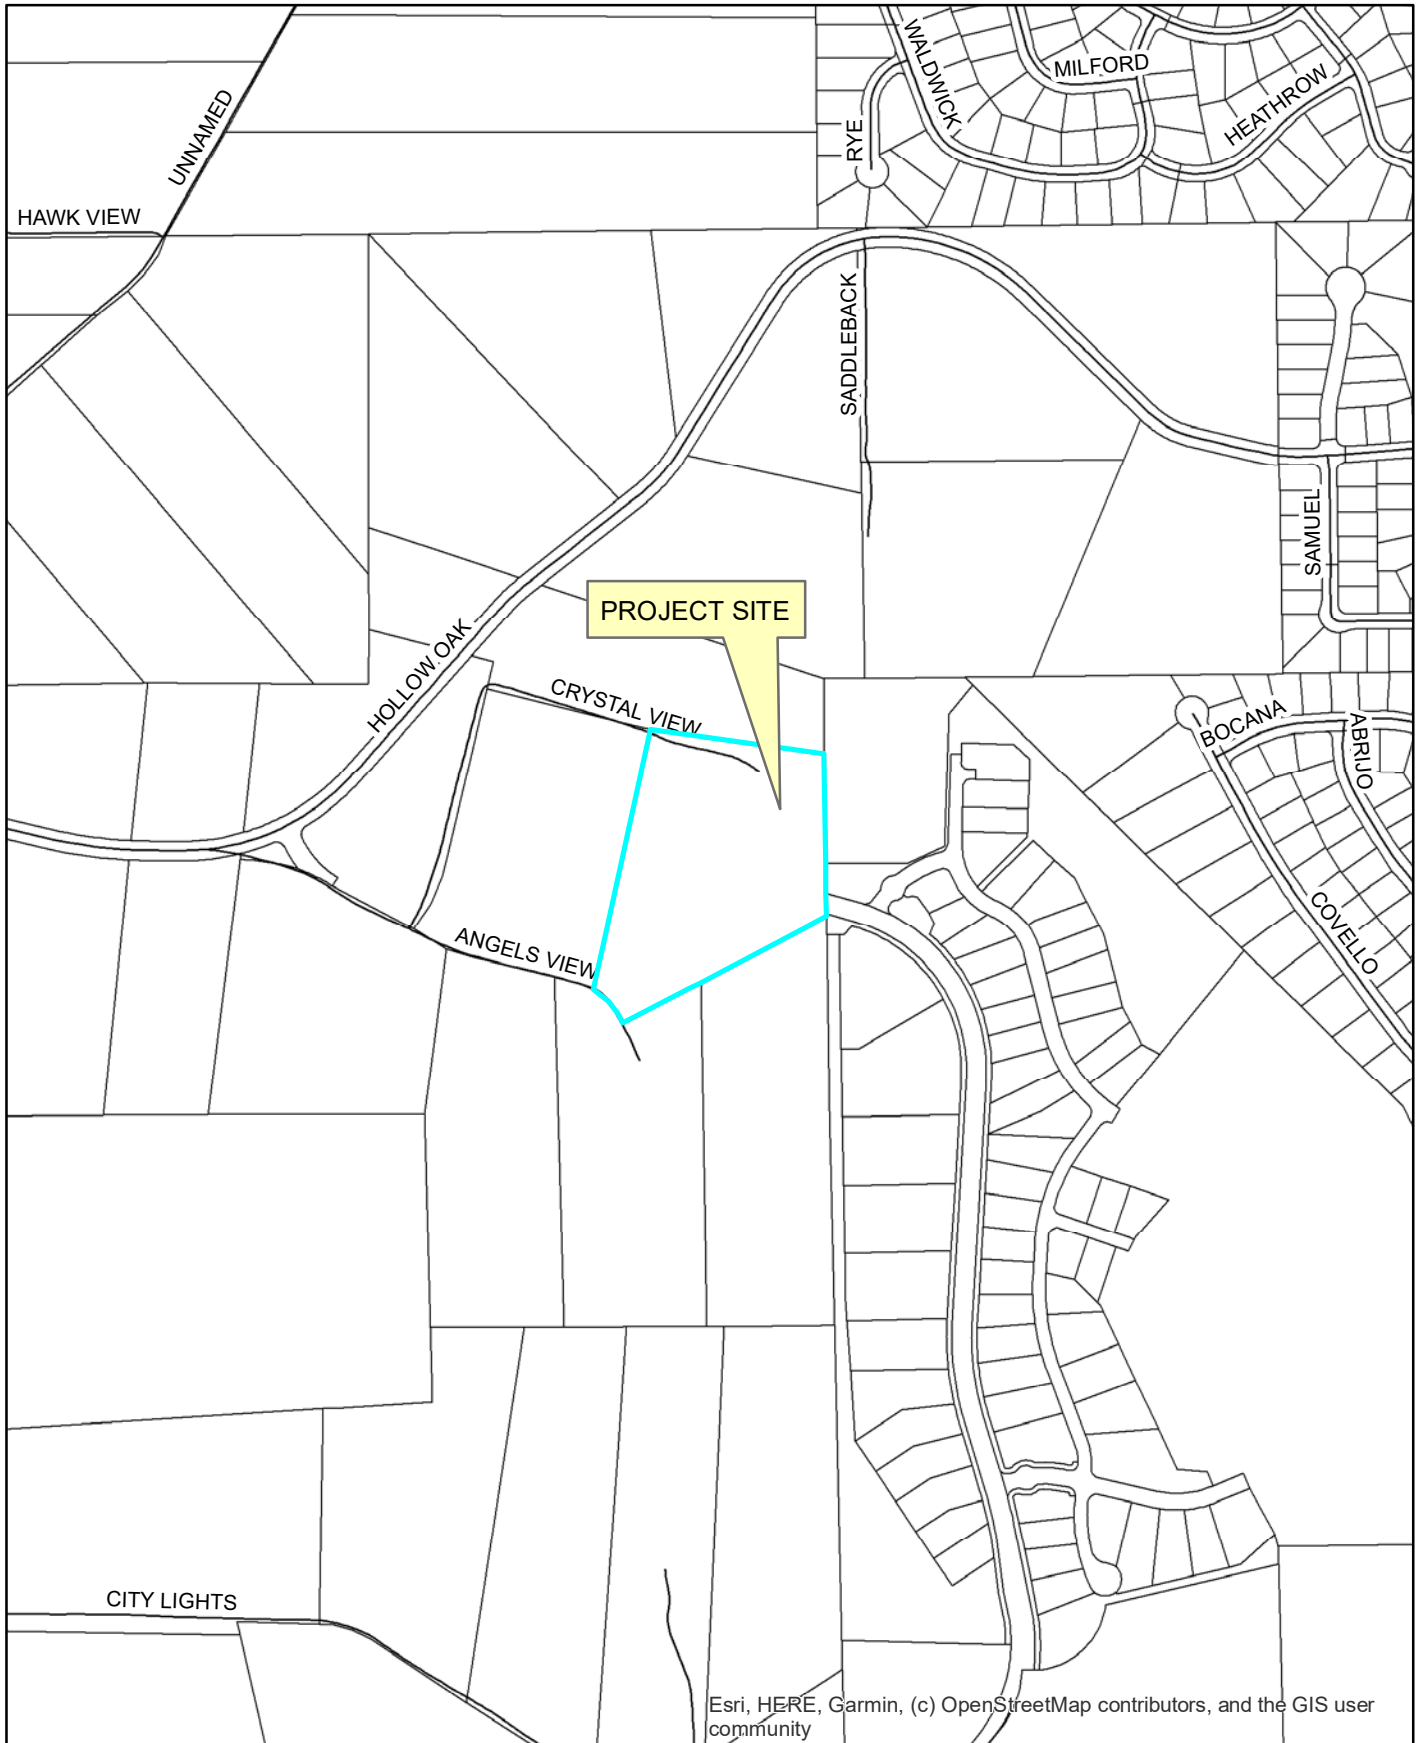 WALDWICK
MILFORD
HEATHROW
UNNAMED
RYE
HAWK VIEW
SADDLEBACK
SAMUEL
PROJECT SITE
HOLLOW OAK
CRYSTAL VIEW
BOCANA
ABRIJO
COVELLO
ANGELS VIEW
CITY LIGHTS
Esri, HERE, Garmin, (c) OpenStreetMap contributors, and the GIS user
community